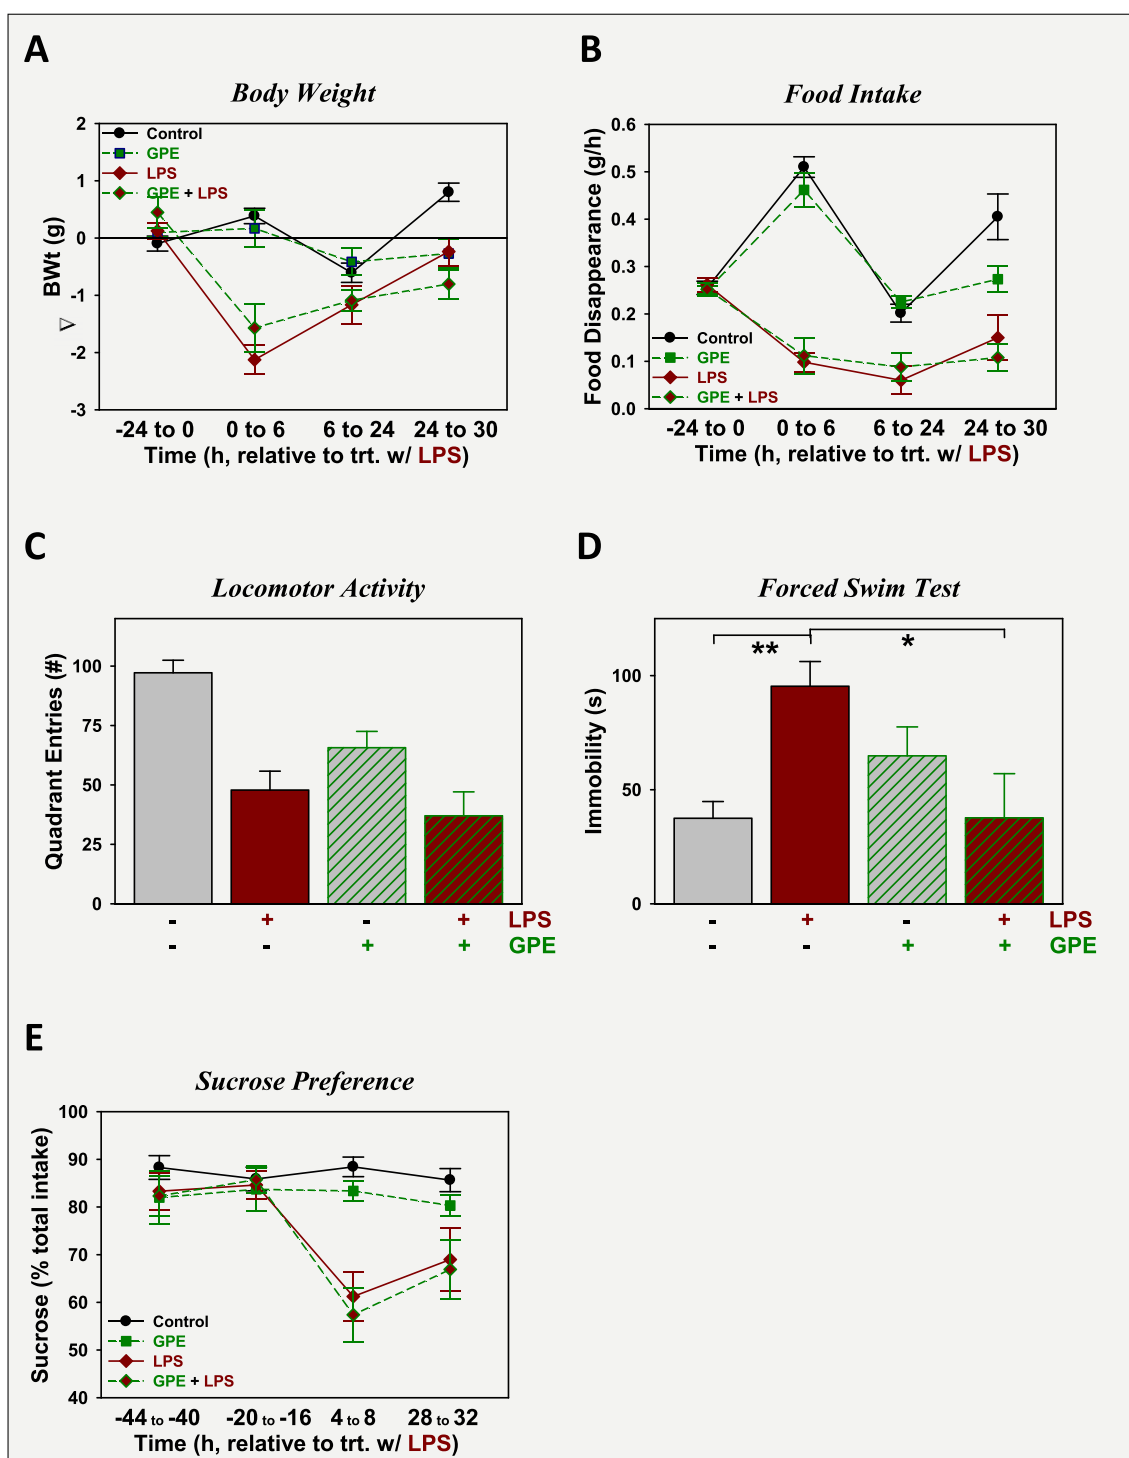 A
Body Weight
2
1
0
-1
-2
-3
∇ BWt (g)
Control
GPE
LPS
GPE + LPS
-24 to 0 0 to 6 6 to 24 24 to 30
Time (h, relative to trt. w/ LPS)
B
Food Intake
0.6
0.5
0.4
0.3
0.2
0.1
0.0
Food Disappearance (g/h)
Control
GPE
LPS
GPE + LPS
-24 to 0 0 to 6 6 to 24 24 to 30
Time (h, relative to trt. w/ LPS)
C
Locomotor Activity
100
75
50
25
0
Quadrant Entries (#)
- + - + LPS
- - + + GPE
D
Forced Swim Test
** *
100
50
0
Immobility (s)
- + - + LPS
- - + + GPE
E
Sucrose Preference
100
90
80
70
60
50
40
Sucrose (% total intake)
Control
GPE
LPS
GPE + LPS
-44 to -40 -20 to -16 4 to 8 28 to 32
Time (h, relative to trt. w/ LPS)